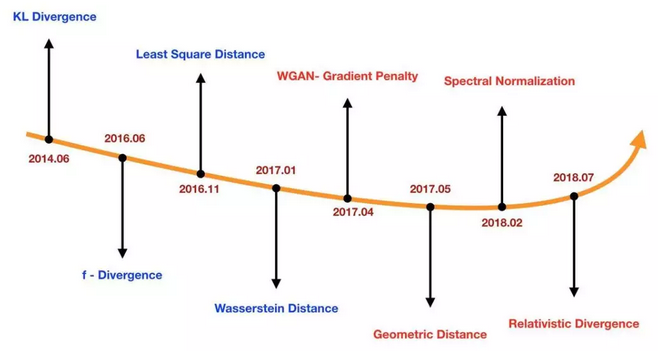 KL Divergence
Least Square Distance
WGAN- Gradient Penalty
Spectral Normalization
2014.06
2016.06
2016.11
2017.01
2017.04
2017.05
2018.02
2018.07
f - Divergence
Wasserstein Distance
Geometric Distance
Relativistic Divergence